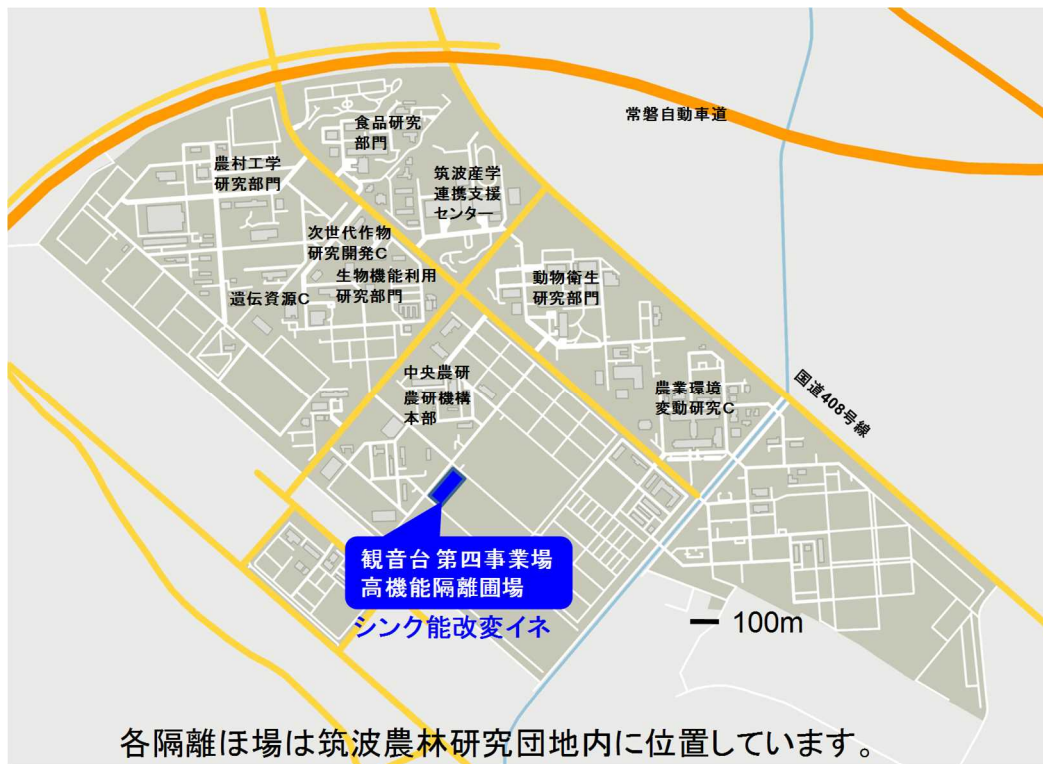 常磐自動車道
食品研究
部門
農村工学
研究部門
筑波産学
連携支援
センター
次世代作物
研究開発C
生物機能利用
研究部門
動物衛生
研究部門
遺伝資源C
中央農研
農研機構
本部
農業環境
変動研究C
国道408号線
観音台 第四事業場
高機能隔離圃場
シンク能改変イネ
100m
各隔離ほ場は筑波農林研究団地内に位置しています。